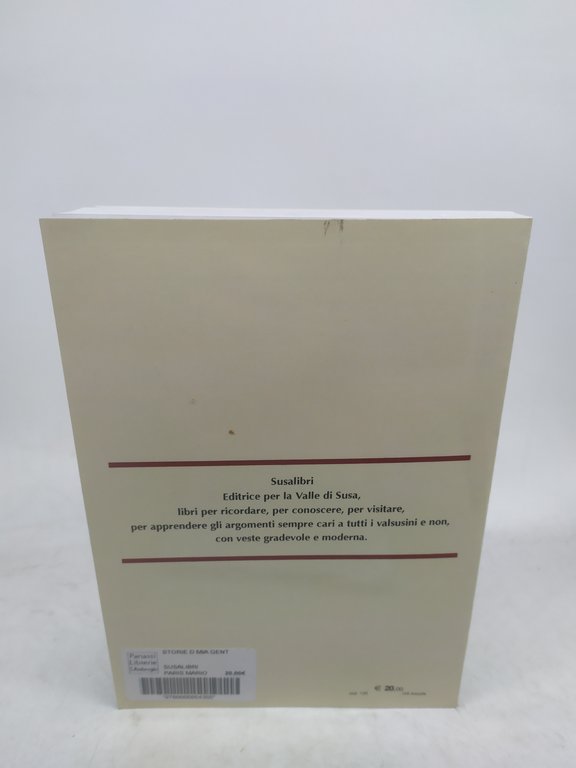 Susalibri
Editrice per la Valle di Susa,
libri per ricordare, per conoscere, per visitare,
per apprendere gli argomenti sempre cari a tutti i valsusini e non,
con veste gradevole e moderna.
STORIE D MIA GENT
Librerie
SUSALIBRI
PARIS MARIO 20,00€
€ 20,00